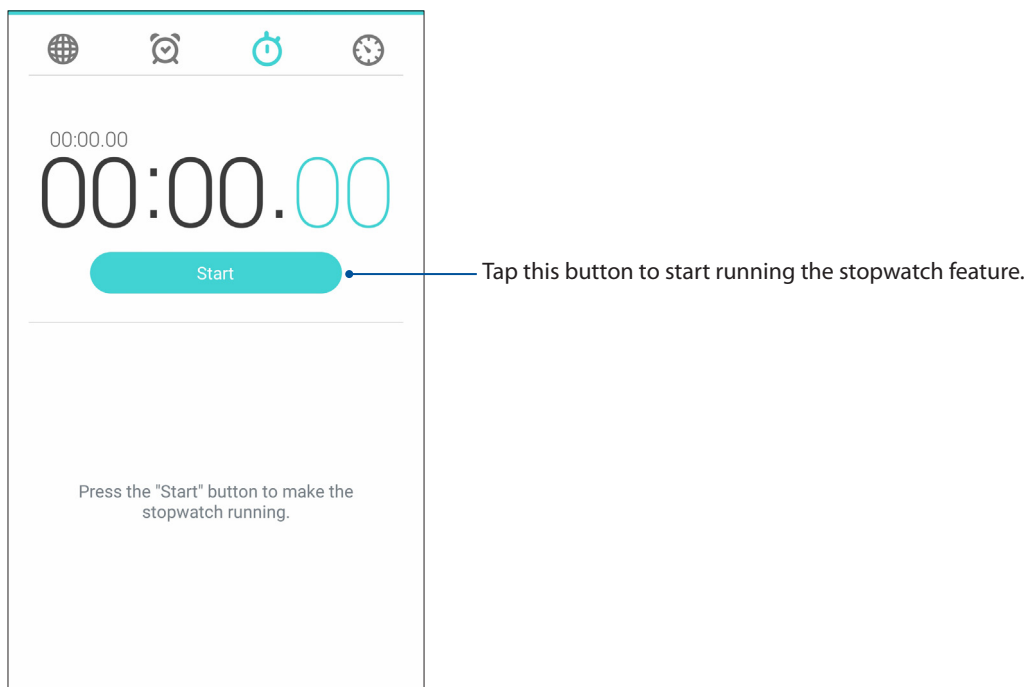 00:00.00
00:00.00
Start
Tap this button to start running the stopwatch feature.
Press the "Start" button to make the
stopwatch running.